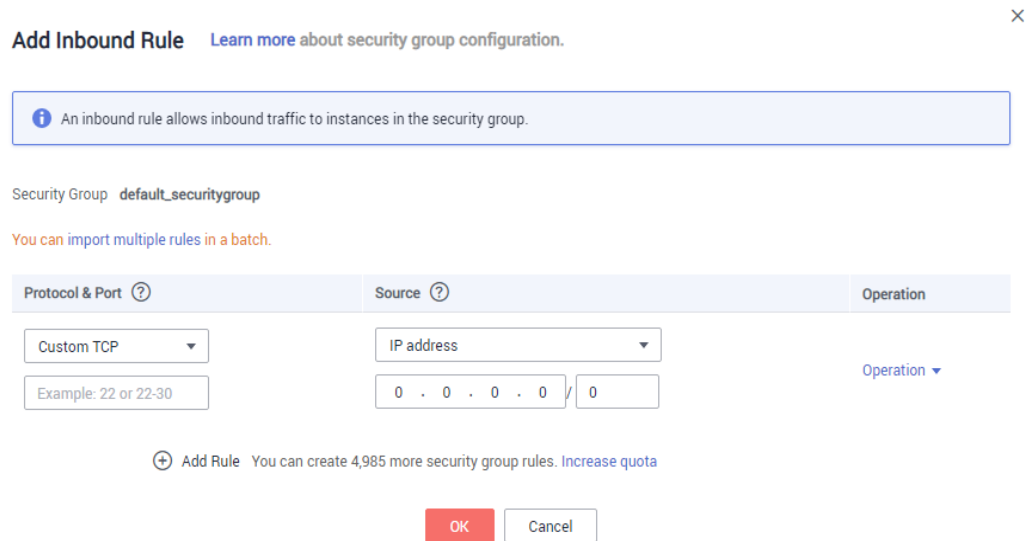 Add Inbound Rule Learn more about security group configuration.
An inbound rule allows inbound traffic to instances in the security group.
Security Group default_securitygroup
You can import multiple rules in a batch.
Protocol & Port ? Source ? Operation
Custom TCP IP address
Operation
Example: 22 or 22-30 0 . 0 . 0 . 0 / 0
Add Rule You can create 4,985 more security group rules. Increase quota
OK Cancel